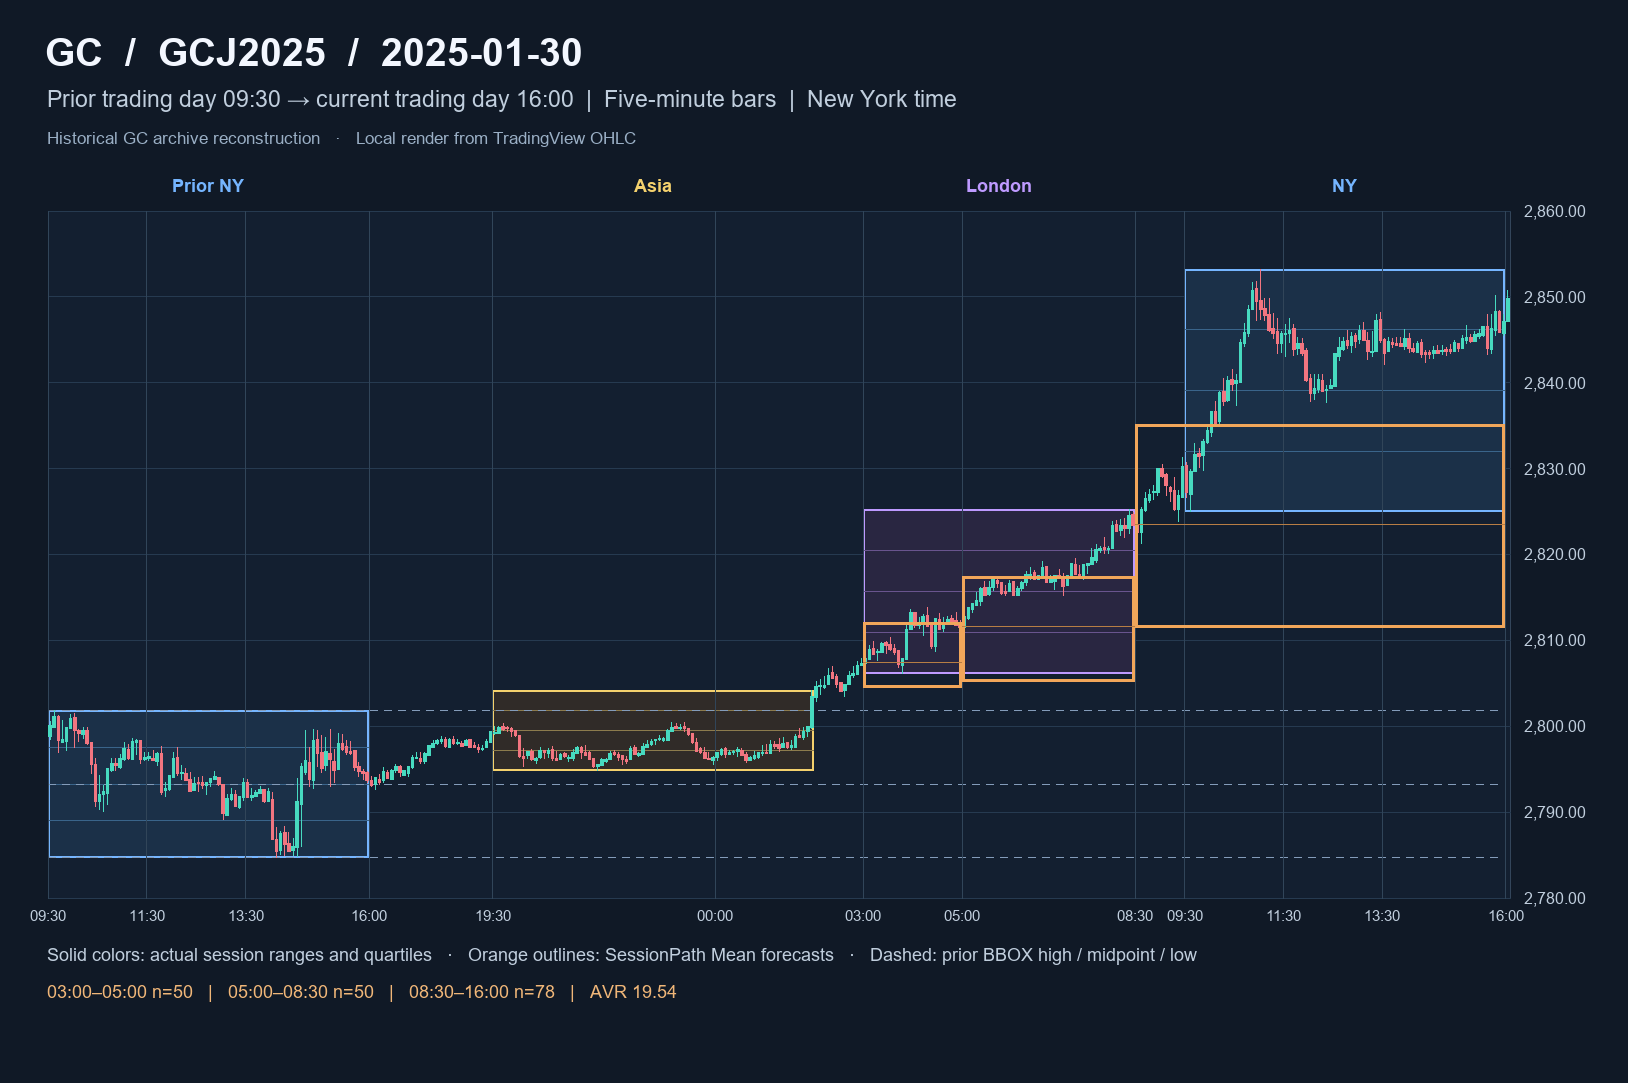 GC / GCJ2025 / 2025-01-30
Prior trading day 09:30 → current trading day 16:00 | Five-minute bars | New York time
Historical GC archive reconstruction · Local render from TradingView OHLC
Prior NY Asia London NY
2,860.00
2,850.00
2,840.00
2,830.00
2,820.00
2,810.00
2,800.00
2,790.00
2,780.00
09:30 11:30 13:30 16:00 19:30 00:00 03:00 05:00 08:30 09:30 11:30 13:30 16:00
Solid colors: actual session ranges and quartiles · Orange outlines: SessionPath Mean forecasts · Dashed: prior BBOX high / midpoint / low
03:00–05:00 n=50 | 05:00–08:30 n=50 | 08:30–16:00 n=78 | AVR 19.54